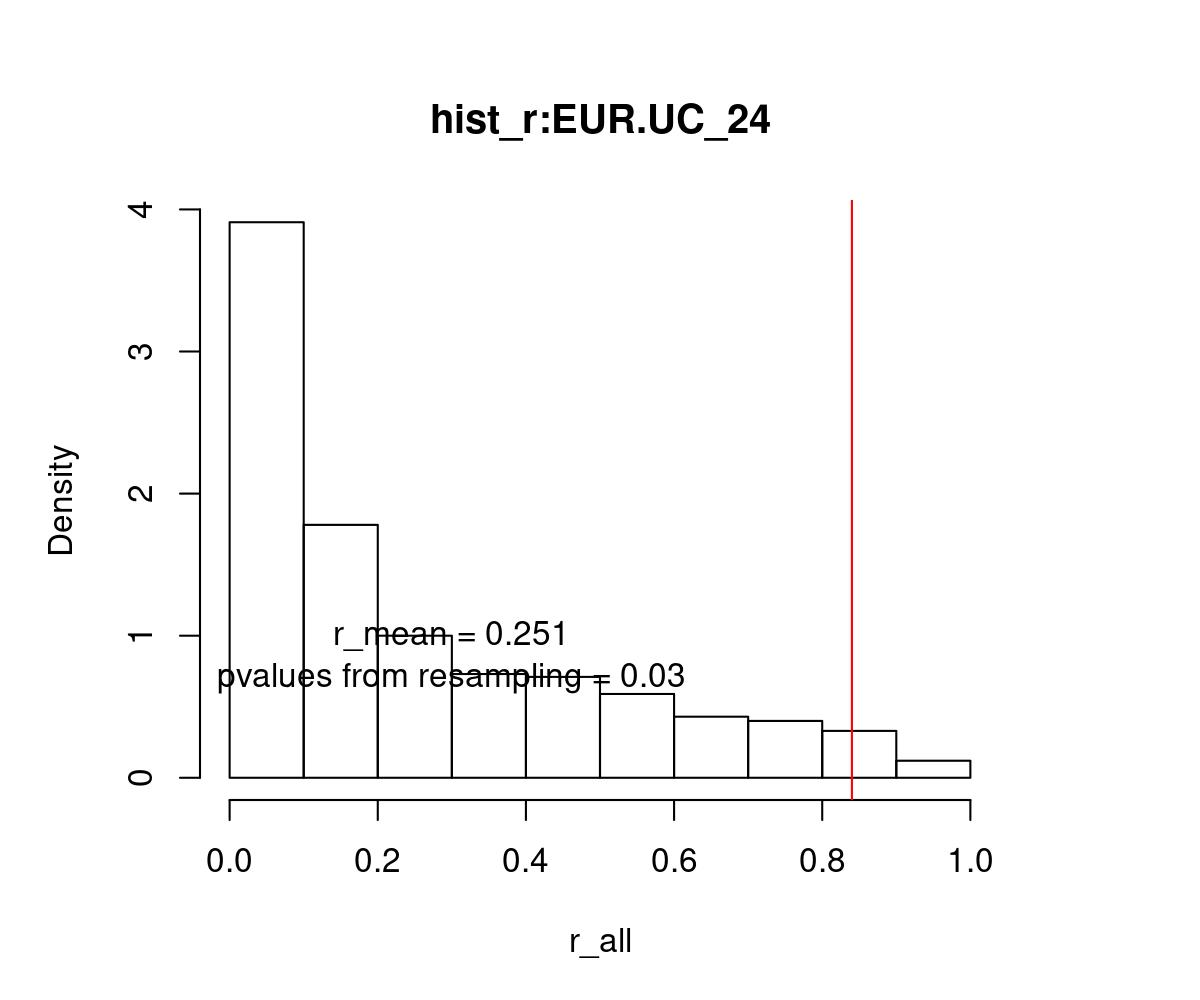 hist_r:EUR.UC_24
4
3
2
1
0
Density
r_mean = 0.251
pvalues from resampling = 0.03
0.0 0.2 0.4 0.6 0.8 1.0
r_all